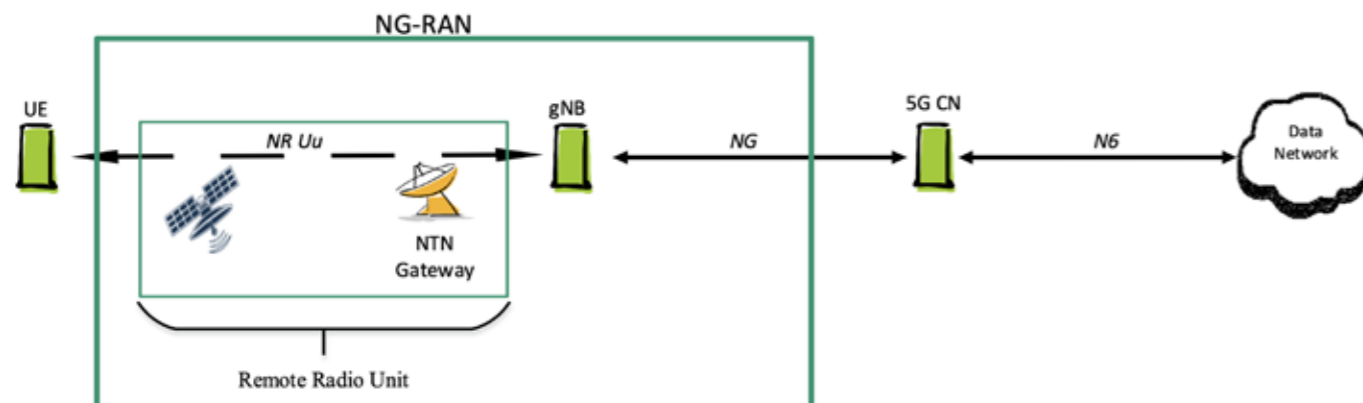 NG-RAN
UE
gNB
5G CN
NR Uu
NG
N6
Data
Network
NTN
Gateway
Remote Radio Unit